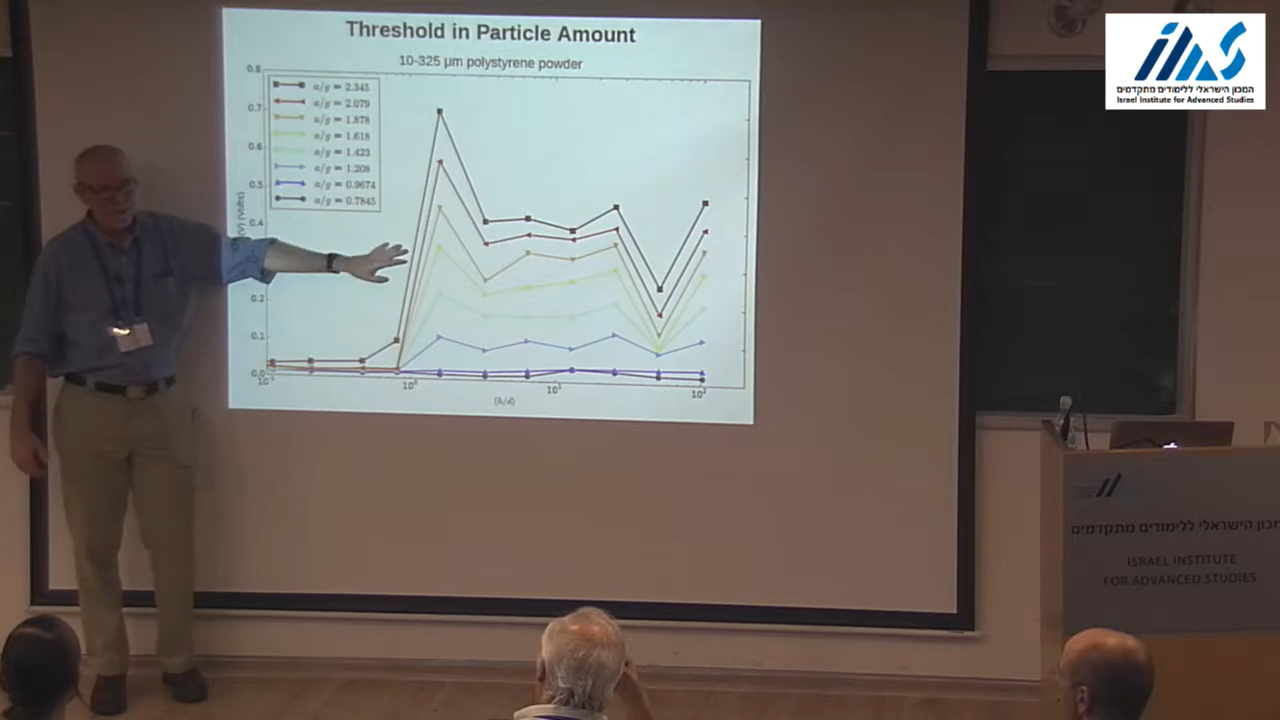 Threshold in Particle Amount
10-325 µm polystyrene powder
a/g = 2.345
a/g = 2.079
a/g = 1.878
a/g = 1.618
a/g = 1.423
a/g = 1.208
a/g = 0.9674
a/g = 0.7845
0.8
0.7
0.6
0.5
0.4
0.2
0.1
0.0
(V) (Volts)
10⁰
10¹
10²
המכון הישראלי ללימודים מתקדמים
Israel Institute for Advanced Studies
הישראלי ללימודים מתקדמים
ISRAEL INSTITUTE
FOR ADVANCED STUDIES